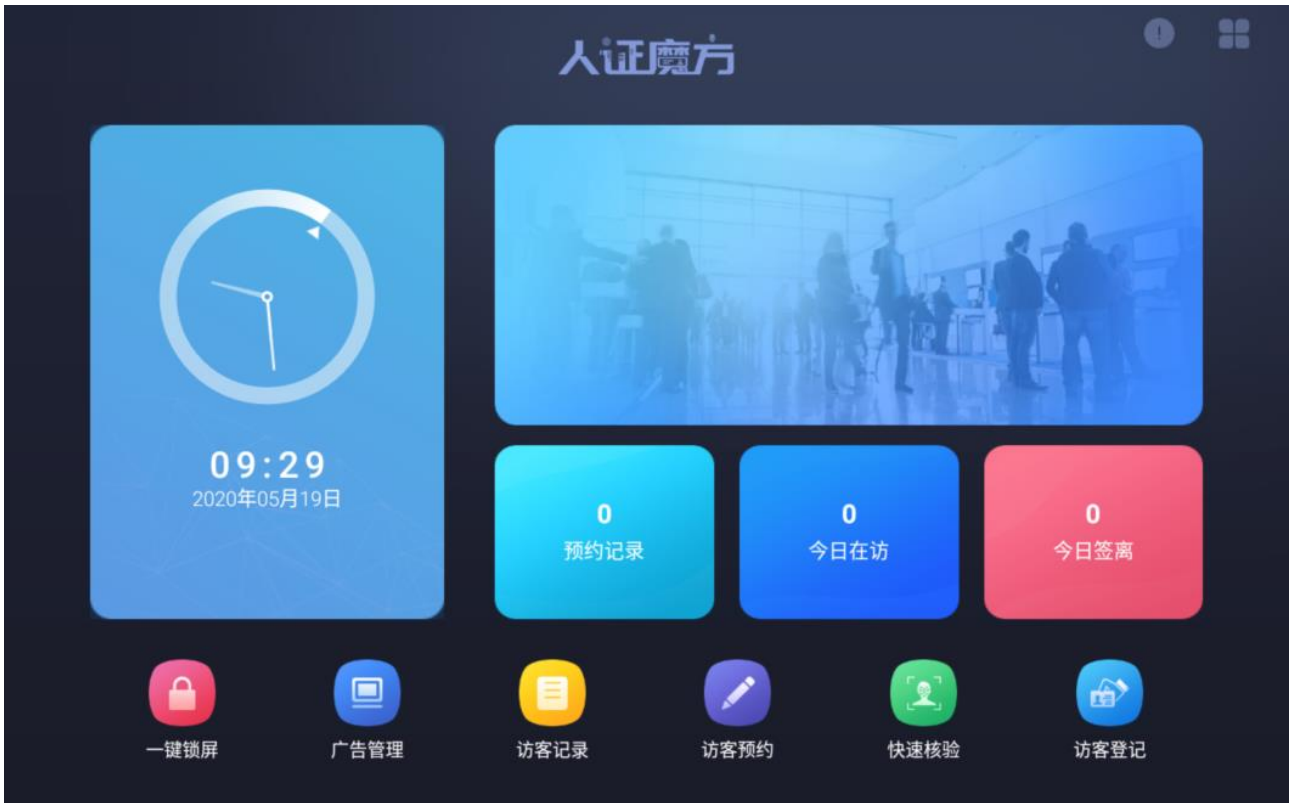 人证魔方
09:29
2020年05月19日
0
预约记录
0
今日在访
0
今日签离
一键锁屏
广告管理
访客记录
访客预约
快速核验
访客登记